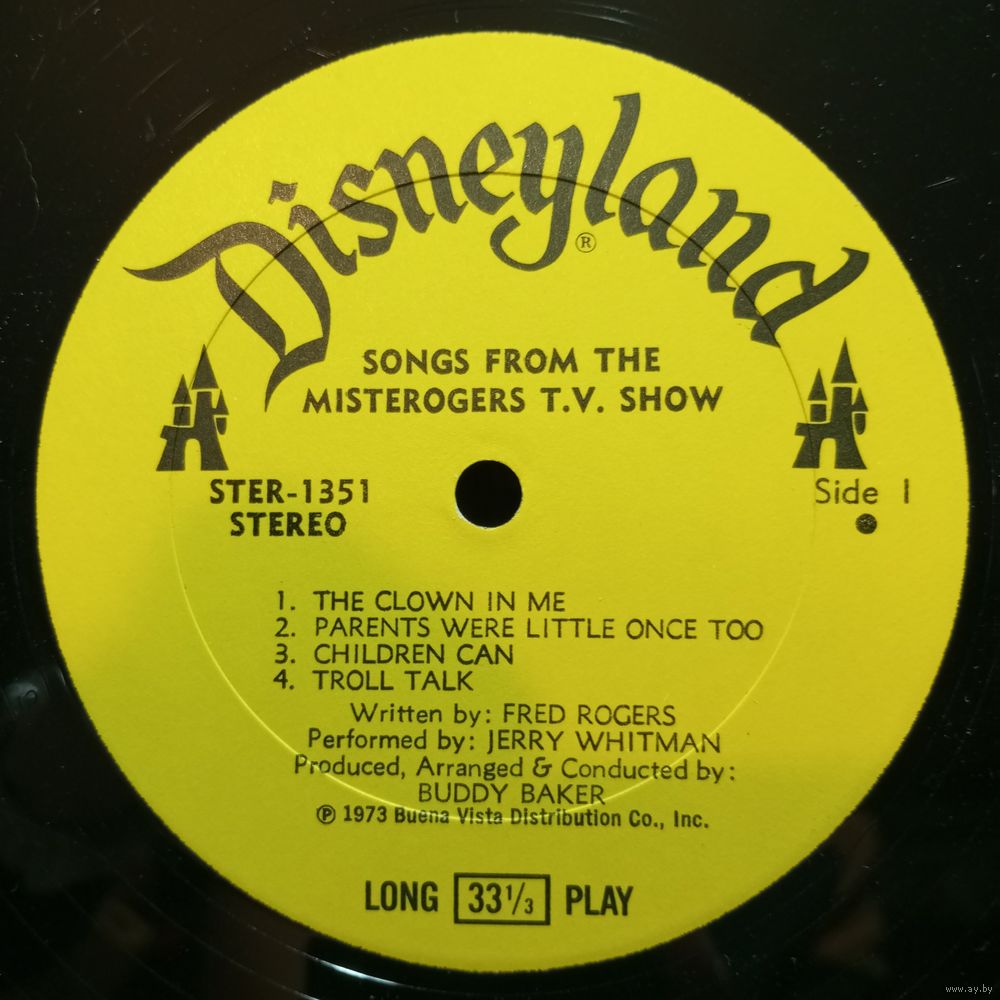 Disneyland
®
SONGS FROM THE
MISTEROGERS T.V. SHOW
STER-1351
STEREO
Side 1
1. THE CLOWN IN ME
2. PARENTS WERE LITTLE ONCE TOO
3. CHILDREN CAN
4. TROLL TALK
Written by: FRED ROGERS
Performed by: JERRY WHITMAN
Produced, Arranged & Conducted by:
BUDDY BAKER
℗ 1973 Buena Vista Distribution Co., Inc.
LONG 33 1/3 PLAY
www.ay.by